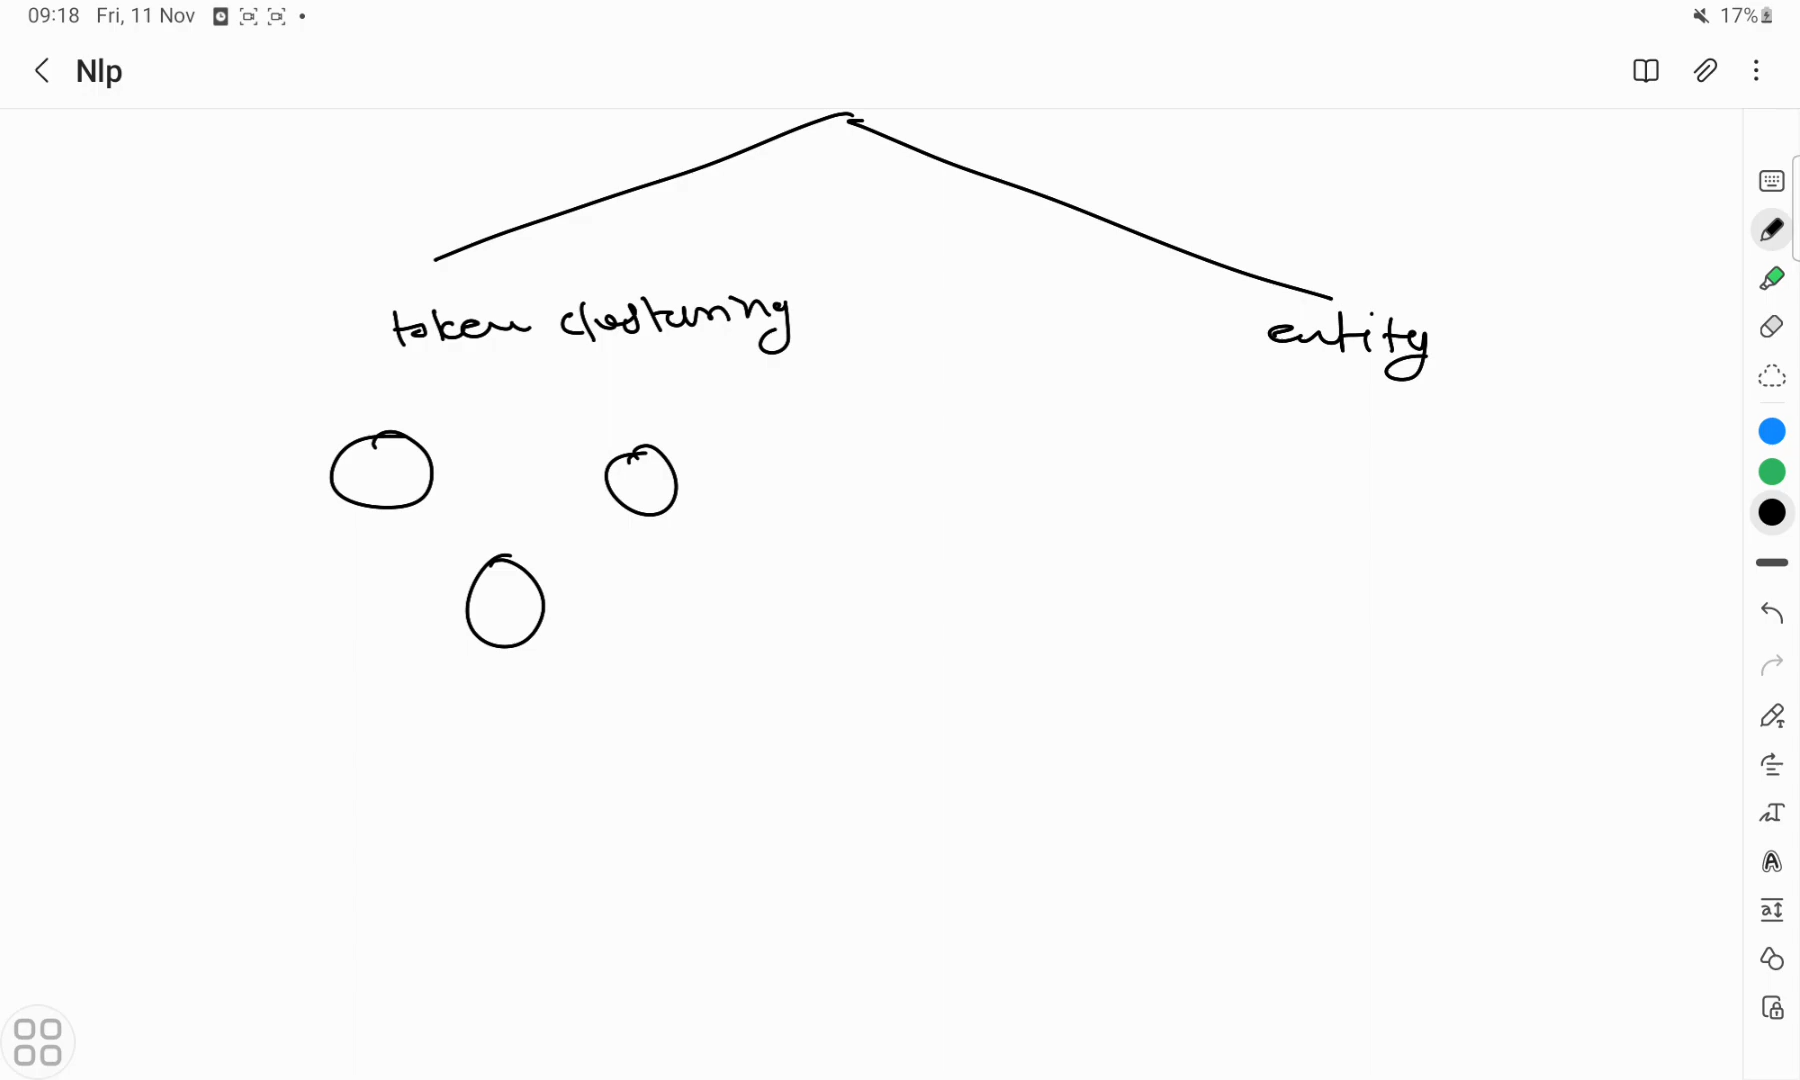 09:18 Fri, 11 Nov 17%
Nlp
token clustering
entity